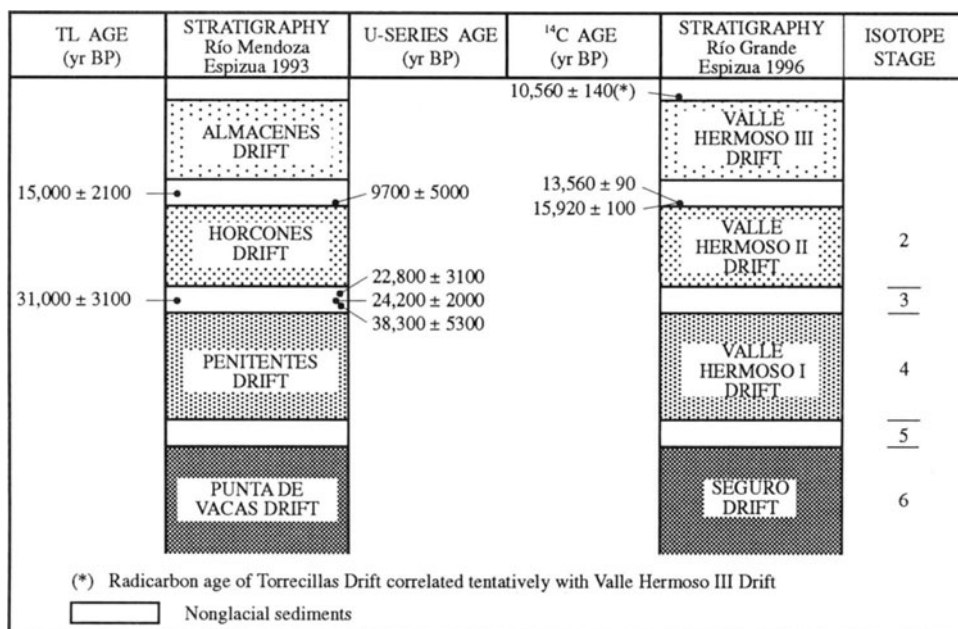 TL AGE
(yr BP)
STRATIGRAPHY
Río Mendoza
Espizua 1993
U-SERIES AGE
(yr BP)
¹⁴C AGE
(yr BP)
STRATIGRAPHY
Río Grande
Espizua 1996
ISOTOPE
STAGE
10,560 ± 140(*)
ALMACENES
DRIFT
VALLE
HERMOSO III
DRIFT
15,000 ± 2100
9700 ± 5000
13,560 ± 90
15,920 ± 100
HORCONES
DRIFT
VALLE
HERMOSO II
DRIFT
2
31,000 ± 3100
22,800 ± 3100
24,200 ± 2000
38,300 ± 5300
3
PENITENTES
DRIFT
VALLE
HERMOSO I
DRIFT
4
5
PUNTA DE
VACAS DRIFT
SEGURO
DRIFT
6
(*) Radicarbon age of Torrecillas Drift correlated tentatively with Valle Hermoso III Drift
Nonglacial sediments